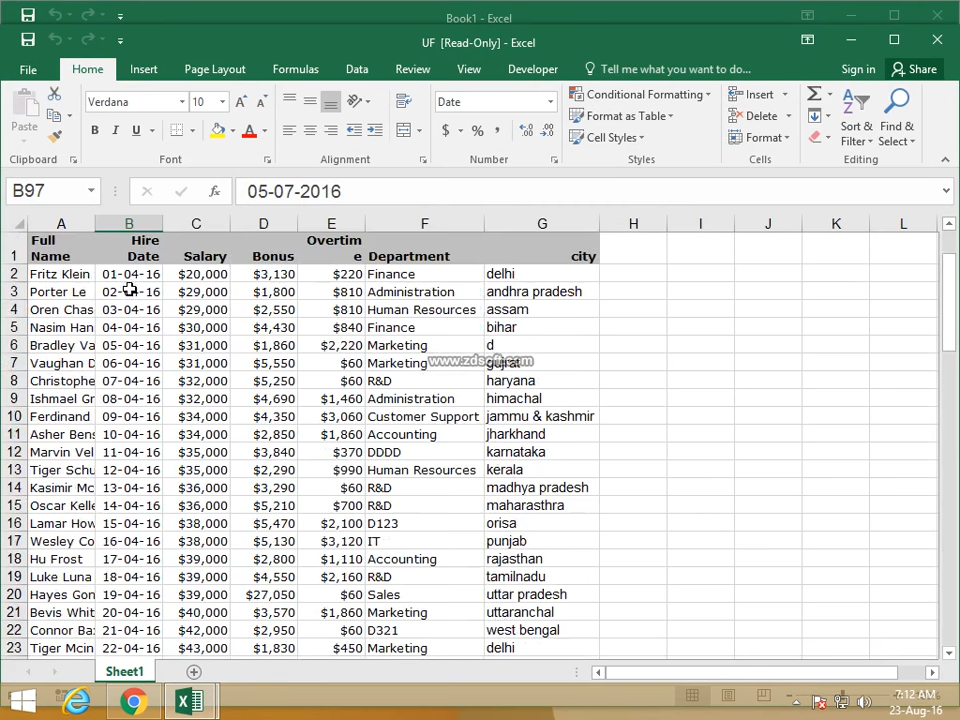 Book1 - Excel
UF [Read-Only] - Excel
File Home Insert Page Layout Formulas Data Review View Developer Tell me what you want to do... Sign in Share
Paste
Verdana 10
Date
$ % ,
Conditional Formatting
Format as Table
Cell Styles
Insert
Delete
Format
Sort & Filter
Find & Select
Clipboard Font Alignment Number Styles Cells Editing
B97 fx 05-07-2016
A B C D E F G H I J K L
1 Full Name Hire Date Salary Bonus Overtim e Department city
2 Fritz Klein 01-04-16 $20,000 $3,130 $220 Finance delhi
3 Porter Le 02-04-16 $29,000 $1,800 $810 Administration andhra pradesh
4 Oren Chas 03-04-16 $29,000 $2,550 $810 Human Resources assam
5 Nasim Han 04-04-16 $30,000 $4,430 $840 Finance bihar
6 Bradley Va 05-04-16 $31,000 $1,860 $2,220 Marketing d
www.zdsoft.com
7 Vaughan D 06-04-16 $31,000 $5,550 $60 Marketing gujrat
8 Christophe 07-04-16 $32,000 $5,250 $60 R&D haryana
9 Ishmael Gr 08-04-16 $32,000 $4,690 $1,460 Administration himachal
10 Ferdinand 09-04-16 $34,000 $4,350 $3,060 Customer Support jammu & kashmir
11 Asher Bens 10-04-16 $34,000 $2,850 $1,860 Accounting jharkhand
12 Marvin Vel 11-04-16 $35,000 $3,840 $370 DDDD karnataka
13 Tiger Schu 12-04-16 $35,000 $2,290 $990 Human Resources kerala
14 Kasimir Mc 13-04-16 $36,000 $3,290 $60 R&D madhya pradesh
15 Oscar Kelle 14-04-16 $36,000 $5,210 $700 R&D maharasthra
16 Lamar How 15-04-16 $38,000 $5,470 $2,100 D123 orisa
17 Wesley Co 16-04-16 $38,000 $5,130 $3,120 IT punjab
18 Hu Frost 17-04-16 $39,000 $2,800 $1,110 Accounting rajasthan
19 Luke Luna 18-04-16 $39,000 $4,550 $2,160 R&D tamilnadu
20 Hayes Gon 19-04-16 $39,000 $27,050 $60 Sales uttar pradesh
21 Bevis Whit 20-04-16 $40,000 $3,570 $1,860 Marketing uttaranchal
22 Connor Ba 21-04-16 $42,000 $2,950 $60 D321 west bengal
23 Tiger Mcin 22-04-16 $43,000 $1,830 $450 Marketing delhi
Sheet1
7:12 AM
23-Aug-16